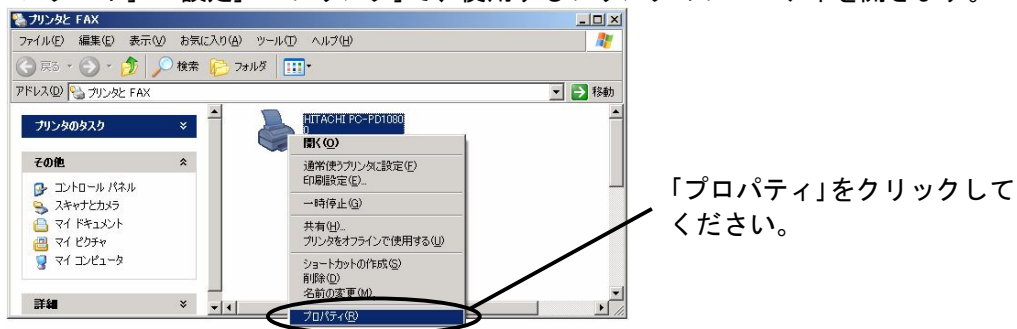 プリンタと FAX
ファイル(F) 編集(E) 表示(V) お気に入り(A) ツール(T) ヘルプ(H)
戻る 検索 フォルダ
アドレス(D) プリンタと FAX 移動
プリンタのタスク
その他
コントロール パネル
スキャナとカメラ
マイ ドキュメント
マイ ピクチャ
マイ コンピュータ
詳細
HITACHI PC-PD1080
0
開く(O)
通常使うプリンタに設定(F)
印刷設定(E)...
一時停止(G)
共有(H)...
プリンタをオフラインで使用する(U)
ショートカットの作成(S)
削除(D)
名前の変更(M)
プロパティ(R)
「プロパティ」をクリックして
ください。